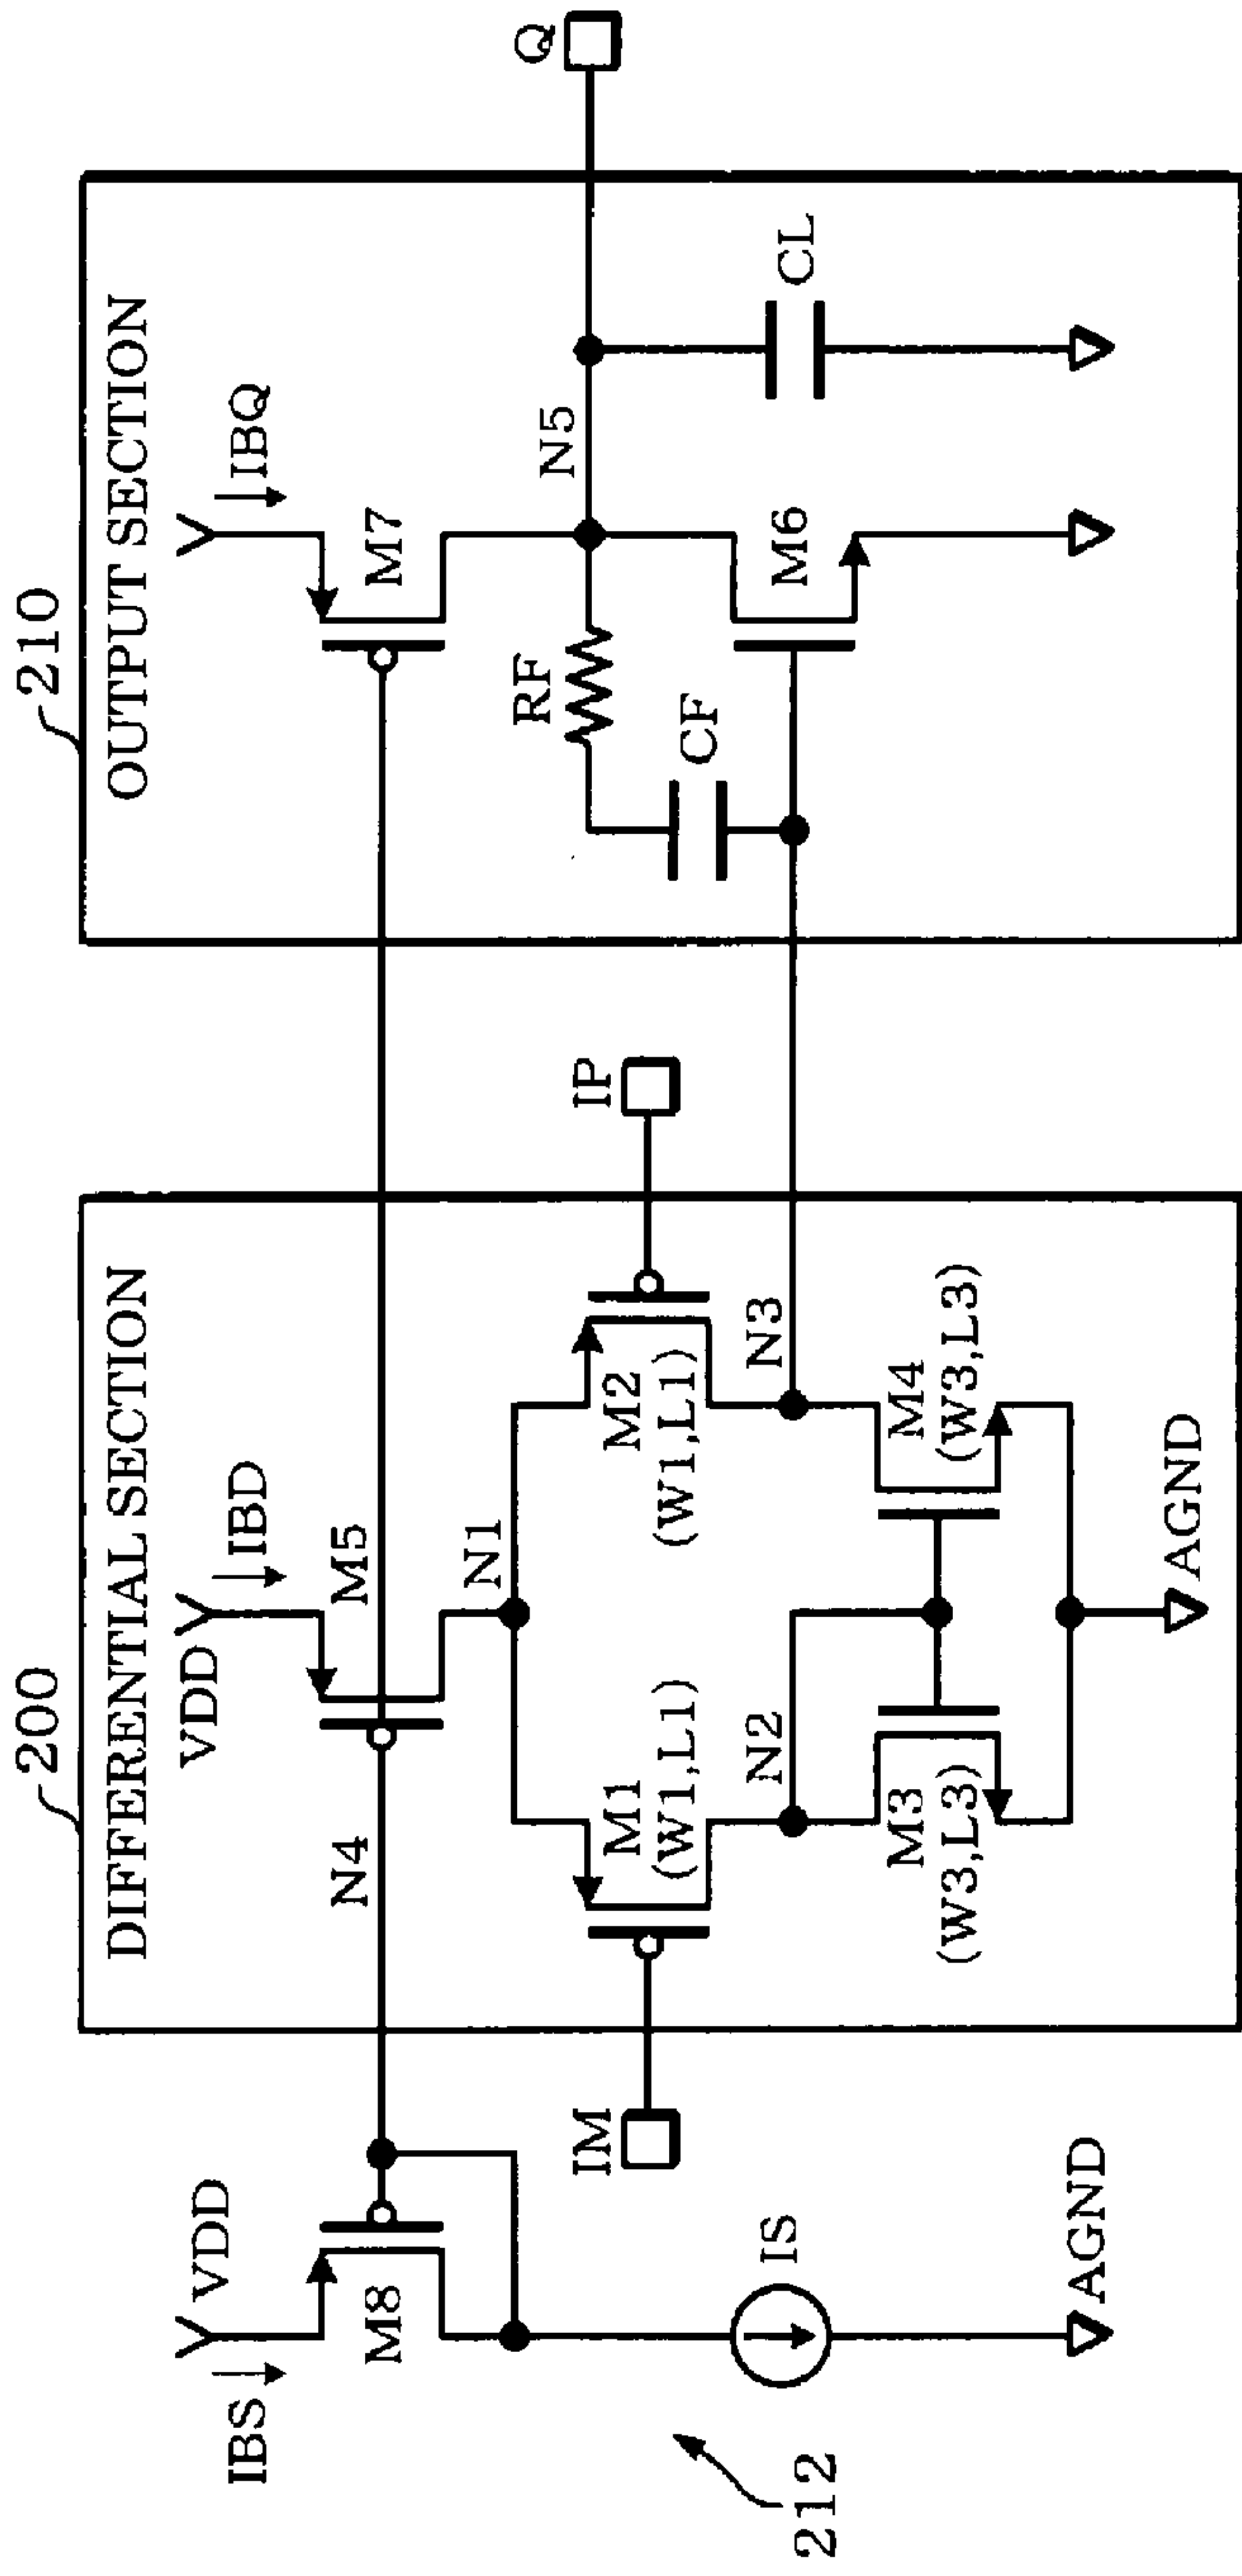 200
210
DIFFERENTIAL SECTION
OUTPUT SECTION
VDD
IBS
M8
IS
AGND
212
N4
VDD
IBD
M5
N1
IM
M1
(W1,L1)
M2
(W1,L1)
IP
N2
N3
M3
(W3,L3)
M4
(W3,L3)
AGND
IBQ
M7
RF
CF
N5
M6
CL
Q